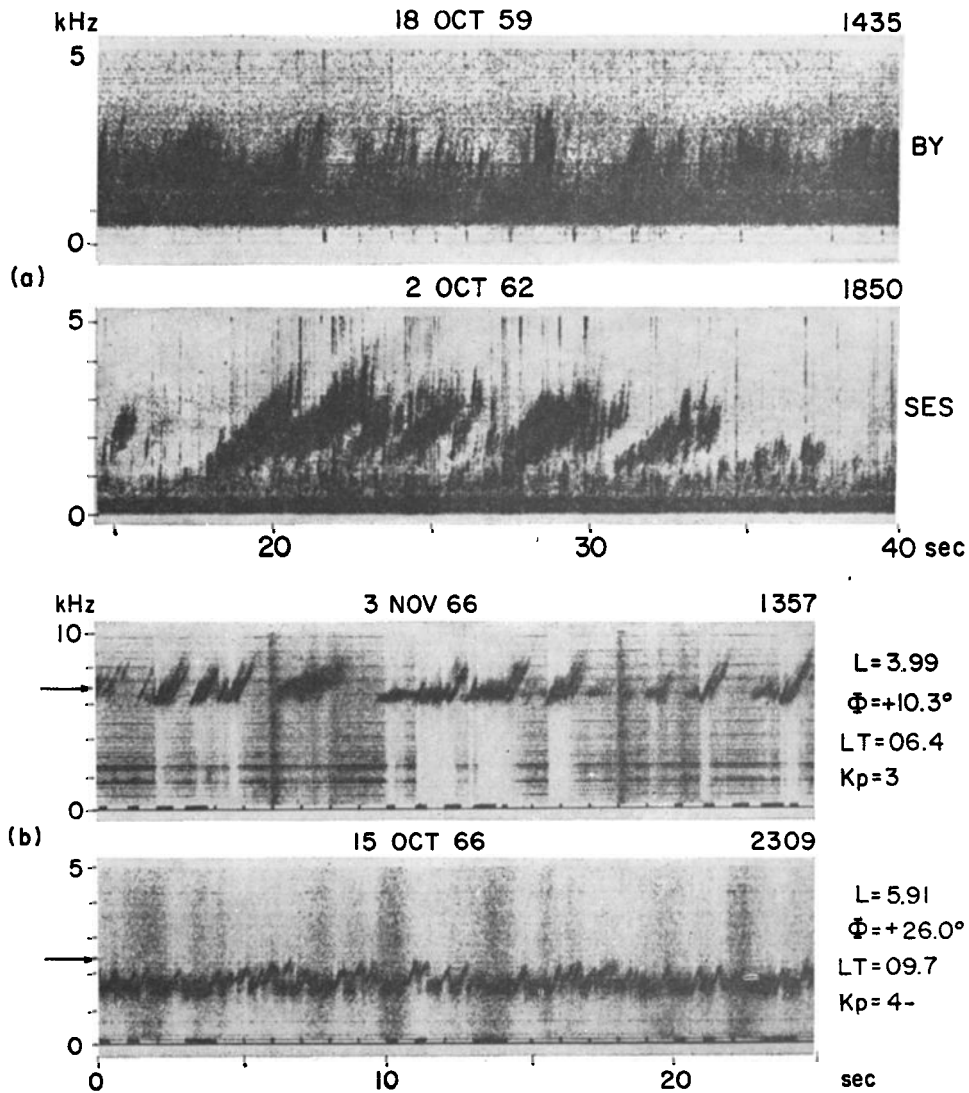 kHz 18 OCT 59 1435
5
BY
0
(a)
2 OCT 62 1850
5
SES
0
20 30 40 sec
kHz 3 NOV 66 1357
10
L=3.99
Φ=+10.3°
LT=06.4
Kp=3
0
(b)
15 OCT 66 2309
5
L=5.91
Φ=+26.0°
LT=09.7
Kp=4-
0
0 10 20 sec